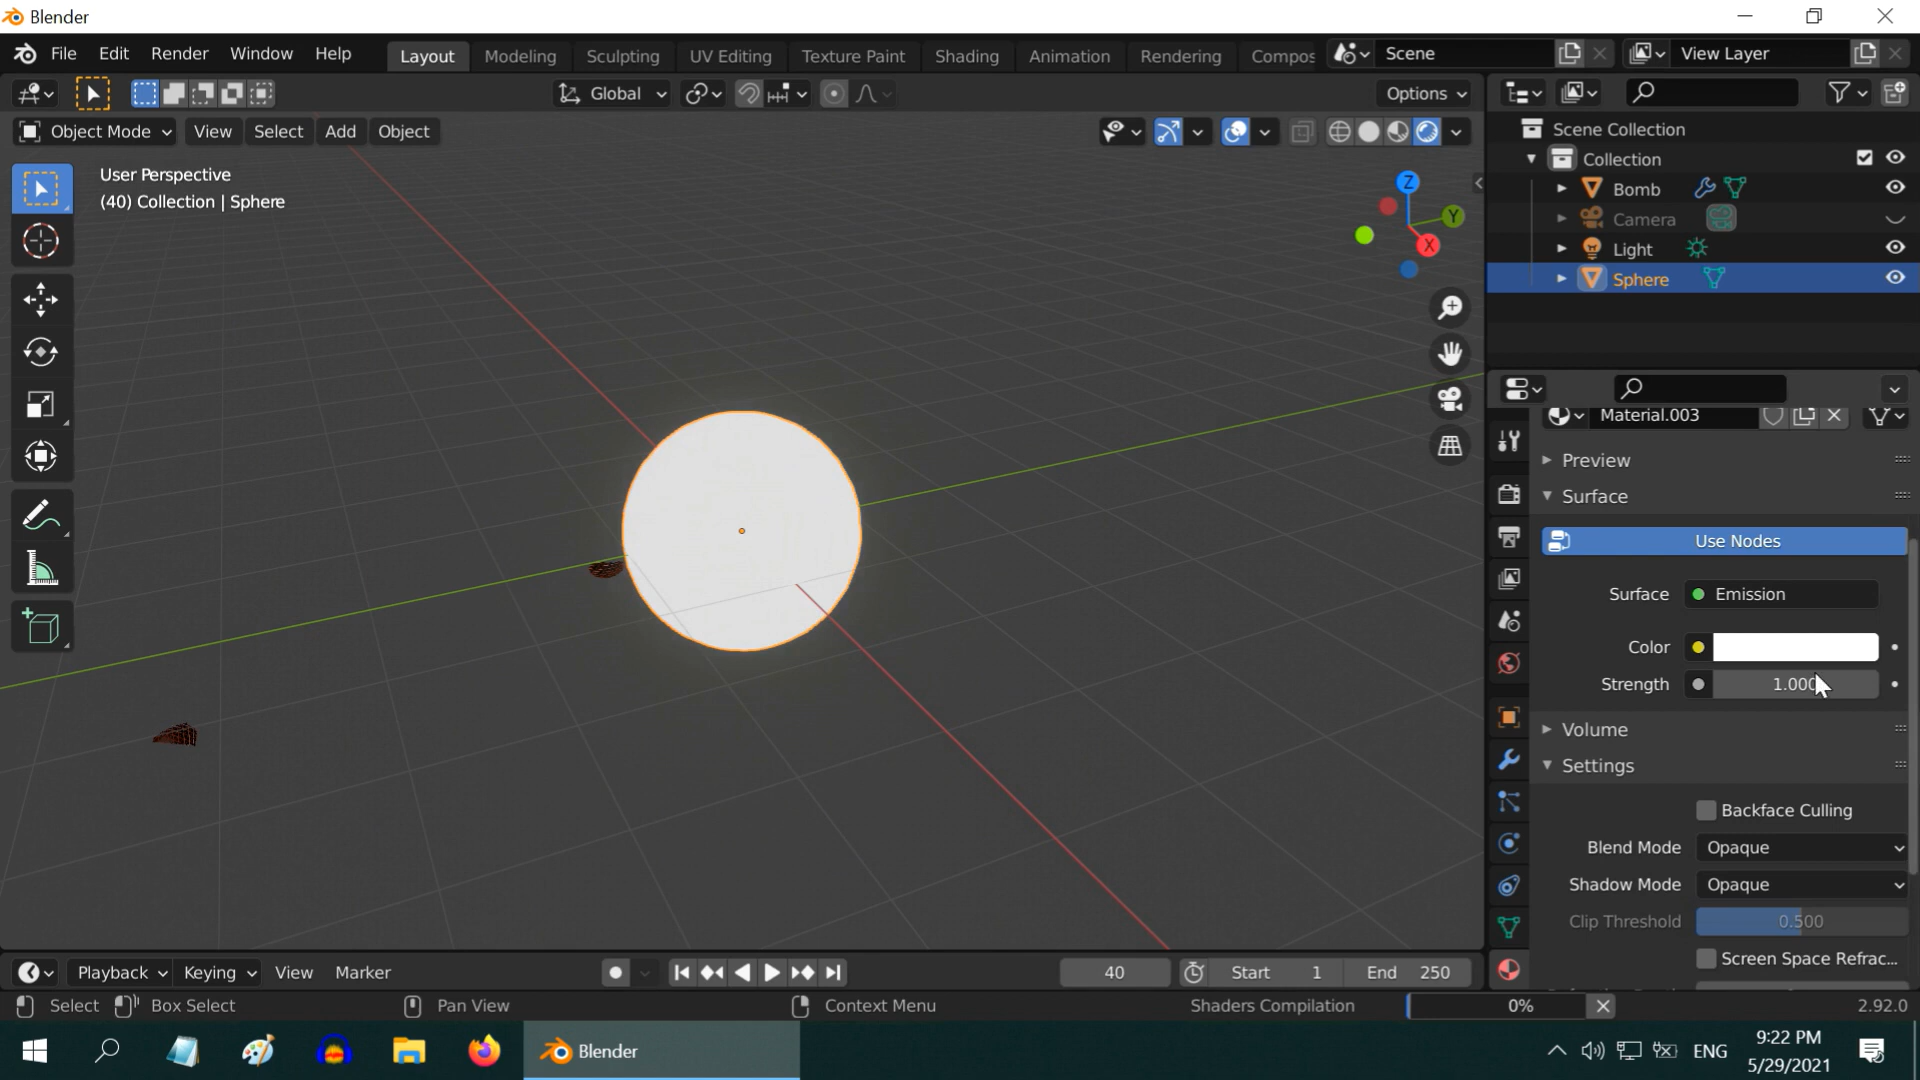 Blender
File Edit Render Window Help Layout Modeling Sculpting UV Editing Texture Paint Shading Animation Rendering Compos Scene View Layer
Global Options
Object Mode View Select Add Object
User Perspective
(40) Collection | Sphere
Z
Y
X
Scene Collection
Collection
Bomb
Camera
Light
Sphere
Material.003
Preview
Surface
Use Nodes
Surface Emission
Color
Strength 1.000
Volume
Settings
Backface Culling
Blend Mode Opaque
Shadow Mode Opaque
Clip Threshold 0.500
Screen Space Refrac...
Playback Keying View Marker 40 Start 1 End 250
Select Box Select Pan View Context Menu Shaders Compilation 0% 2.92.0
Blender ENG 9:22 PM
5/29/2021